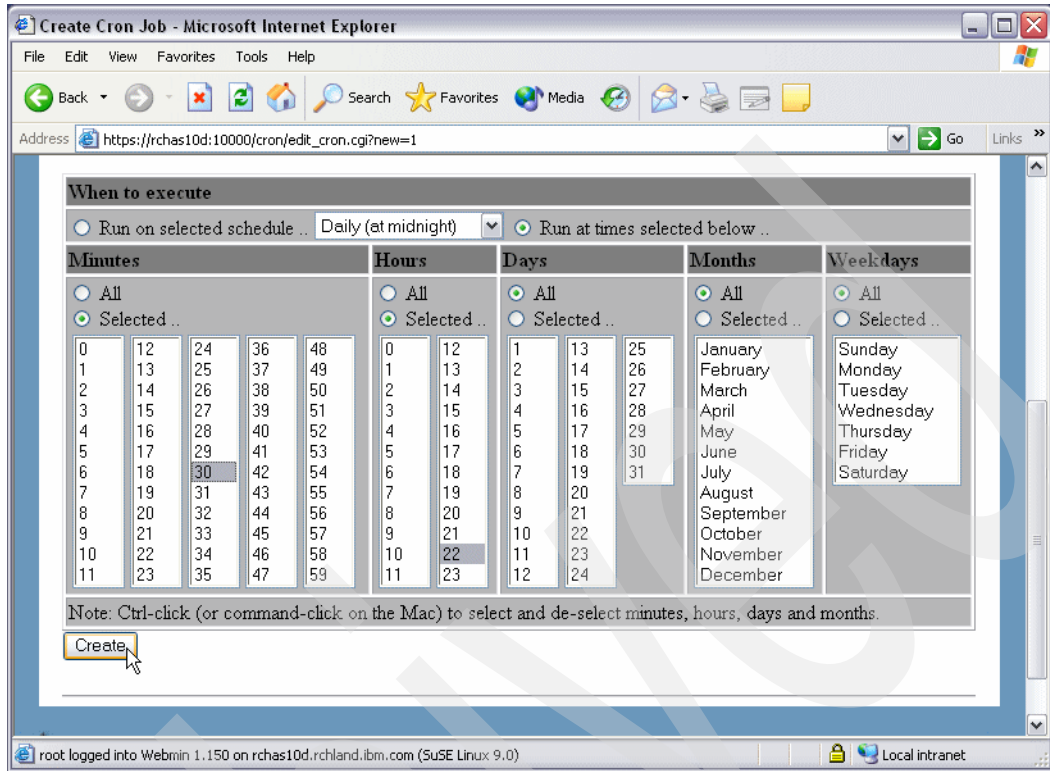 Create Cron Job - Microsoft Internet Explorer
File Edit View Favorites Tools Help
Back Search Favorites Media
Address https://rchas10d:10000/cron/edit_cron.cgi?new=1 Go Links »
When to execute
Run on selected schedule .. Daily (at midnight) Run at times selected below ..
Minutes Hours Days Months Weekdays
All All All All All
Selected .. Selected .. Selected .. Selected .. Selected ..
0 12 24 36 48 0 12 1 13 25 January Sunday
1 13 25 37 49 1 13 2 14 26 February Monday
2 14 26 38 50 2 14 3 15 27 March Tuesday
3 15 27 39 51 3 15 4 16 28 April Wednesday
4 16 28 40 52 4 16 5 17 29 May Thursday
5 17 29 41 53 5 17 6 18 30 June Friday
6 18 30 42 54 6 18 7 19 31 July Saturday
7 19 31 43 55 7 19 8 20 August
8 20 32 44 56 8 20 9 21 September
9 21 33 45 57 9 21 10 22 October
10 22 34 46 58 10 22 11 23 November
11 23 35 47 59 11 23 12 24 December
Note: Ctrl-click (or command-click on the Mac) to select and de-select minutes, hours, days and months.
Create
root logged into Webmin 1.150 on rchas10d.rchland.ibm.com (SuSE Linux 9.0) Local intranet